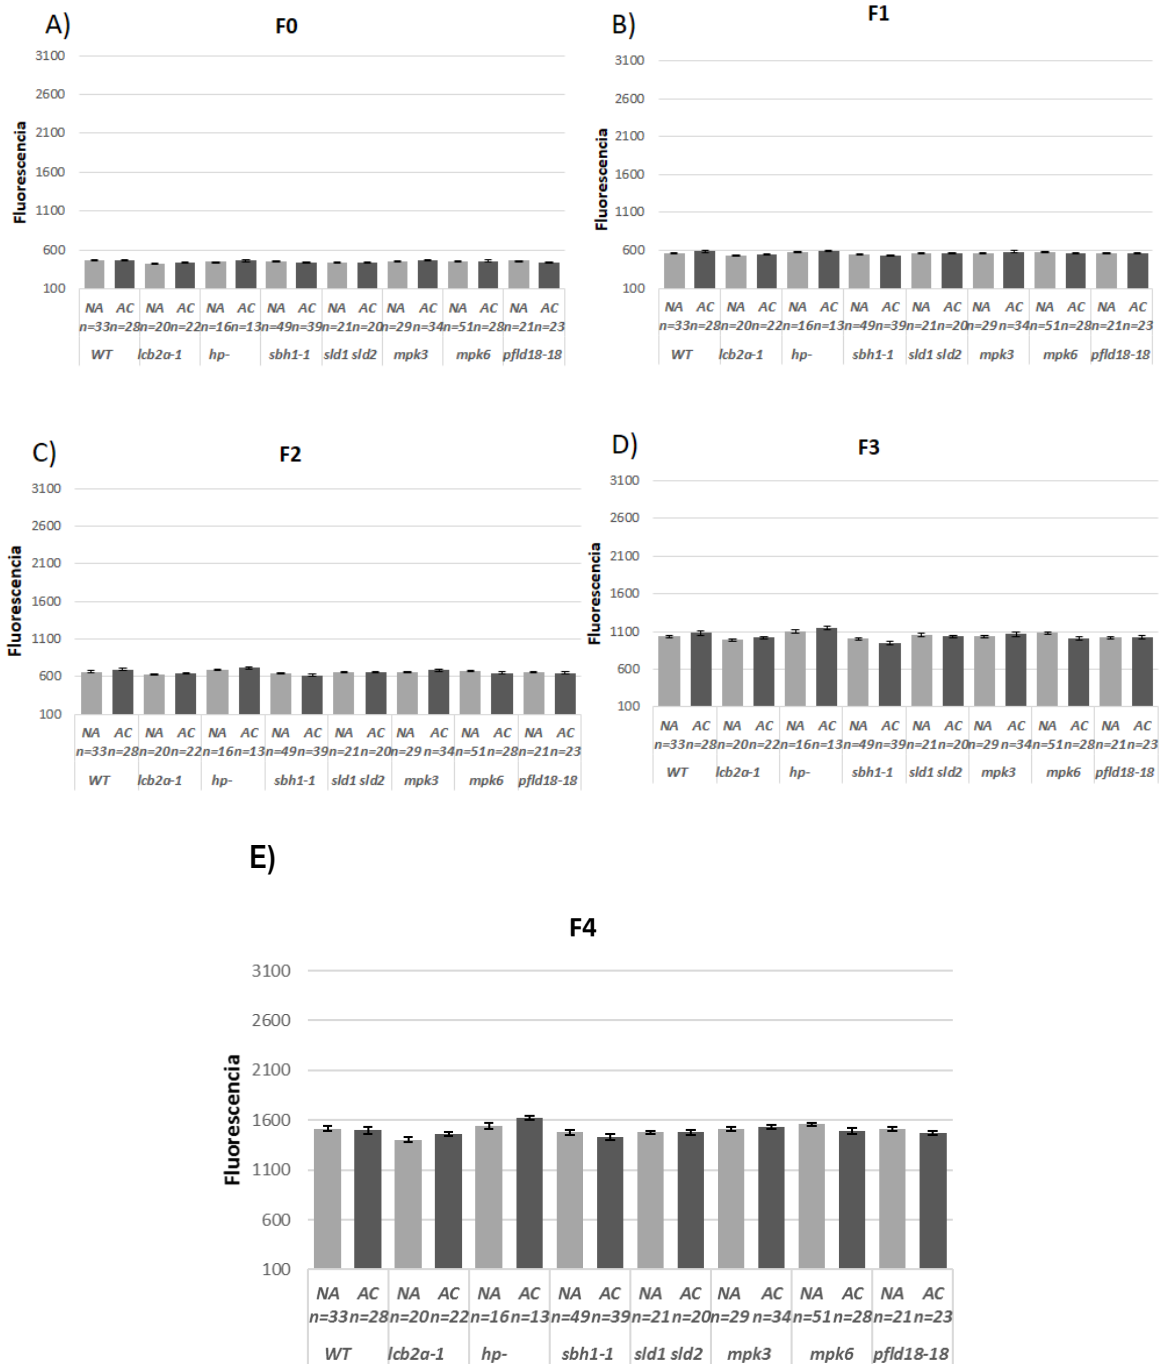 A)
F0
Fluorescencia
3100
2600
2100
1600
1100
600
100
NA AC NA AC NA AC NA AC NA AC NA AC NA AC NA AC
n=33 n=28 n=20 n=22 n=16 n=13 n=49 n=39 n=21 n=20 n=29 n=34 n=51 n=28 n=21 n=23
WT lcb2a-1 hp- sbh1-1 sld1 sld2 mpk3 mpk6 pfld18-18
B)
F1
Fluorescencia
3100
2600
2100
1600
1100
600
100
NA AC NA AC NA AC NA AC NA AC NA AC NA AC NA AC
n=33 n=28 n=20 n=22 n=16 n=13 n=49 n=39 n=21 n=20 n=29 n=34 n=51 n=28 n=21 n=23
WT lcb2a-1 hp- sbh1-1 sld1 sld2 mpk3 mpk6 pfld18-18
C)
F2
Fluorescencia
3100
2600
2100
1600
1100
600
100
NA AC NA AC NA AC NA AC NA AC NA AC NA AC NA AC
n=33 n=28 n=20 n=22 n=16 n=13 n=49 n=39 n=21 n=20 n=29 n=34 n=51 n=28 n=21 n=23
WT lcb2a-1 hp- sbh1-1 sld1 sld2 mpk3 mpk6 pfld18-18
D)
F3
Fluorescencia
3100
2600
2100
1600
1100
600
100
NA AC NA AC NA AC NA AC NA AC NA AC NA AC NA AC
n=33 n=28 n=20 n=22 n=16 n=13 n=49 n=39 n=21 n=20 n=29 n=34 n=51 n=28 n=21 n=23
WT lcb2a-1 hp- sbh1-1 sld1 sld2 mpk3 mpk6 pfld18-18
E)
F4
Fluorescencia
3100
2600
2100
1600
1100
600
100
NA AC NA AC NA AC NA AC NA AC NA AC NA AC NA AC
n=33 n=28 n=20 n=22 n=16 n=13 n=49 n=39 n=21 n=20 n=29 n=34 n=51 n=28 n=21 n=23
WT lcb2a-1 hp- sbh1-1 sld1 sld2 mpk3 mpk6 pfld18-18